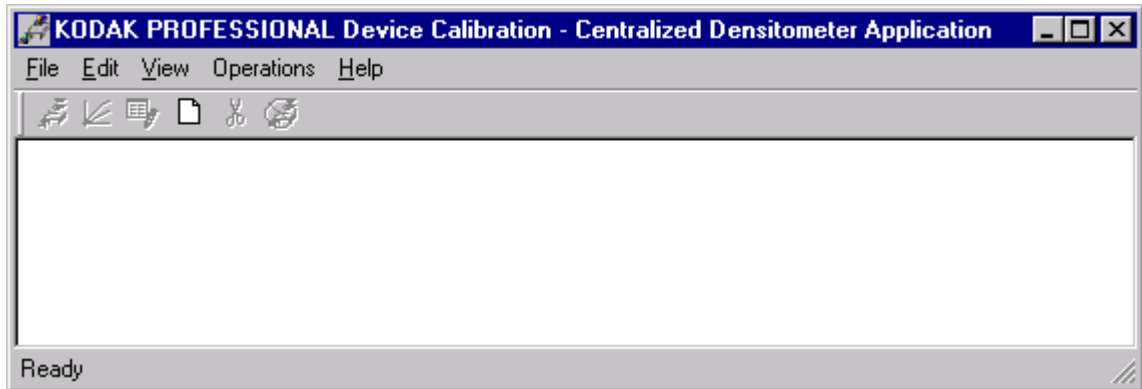 KODAK PROFESSIONAL Device Calibration - Centralized Densitometer Application
File Edit View Operations Help
Ready